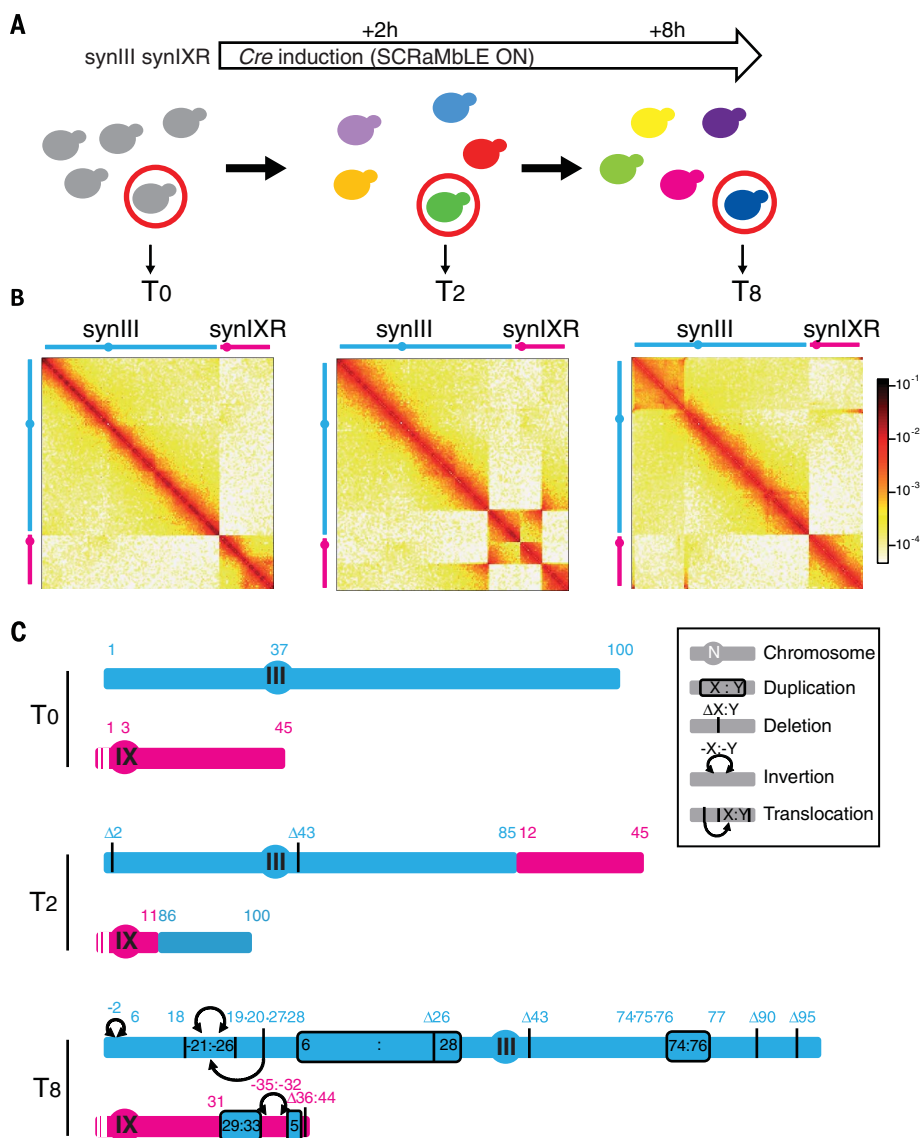 A
+2h
+8h
synIII synIXR
Cre induction (SCRaMbLE ON)
T0
T2
T8
B
synIII
synIXR
synIII
synIXR
synIII
synIXR
10-1
10-2
10-3
10-4
C
1
37
100
III
T0
1 3
45
IX
Δ2
Δ43
85 12
45
III
T2
11 86
100
IX
-2
6
18
19·20·27·28
Δ26
Δ43
74·75·76
77
Δ90
Δ95
-21:-26
6
:
28
III
74:76
T8
31
-35:-32
Δ36:44
IX
29:33
5
N
Chromosome
X : Y
Duplication
ΔX:Y
Deletion
-X:-Y
Invertion
X:Y
Translocation